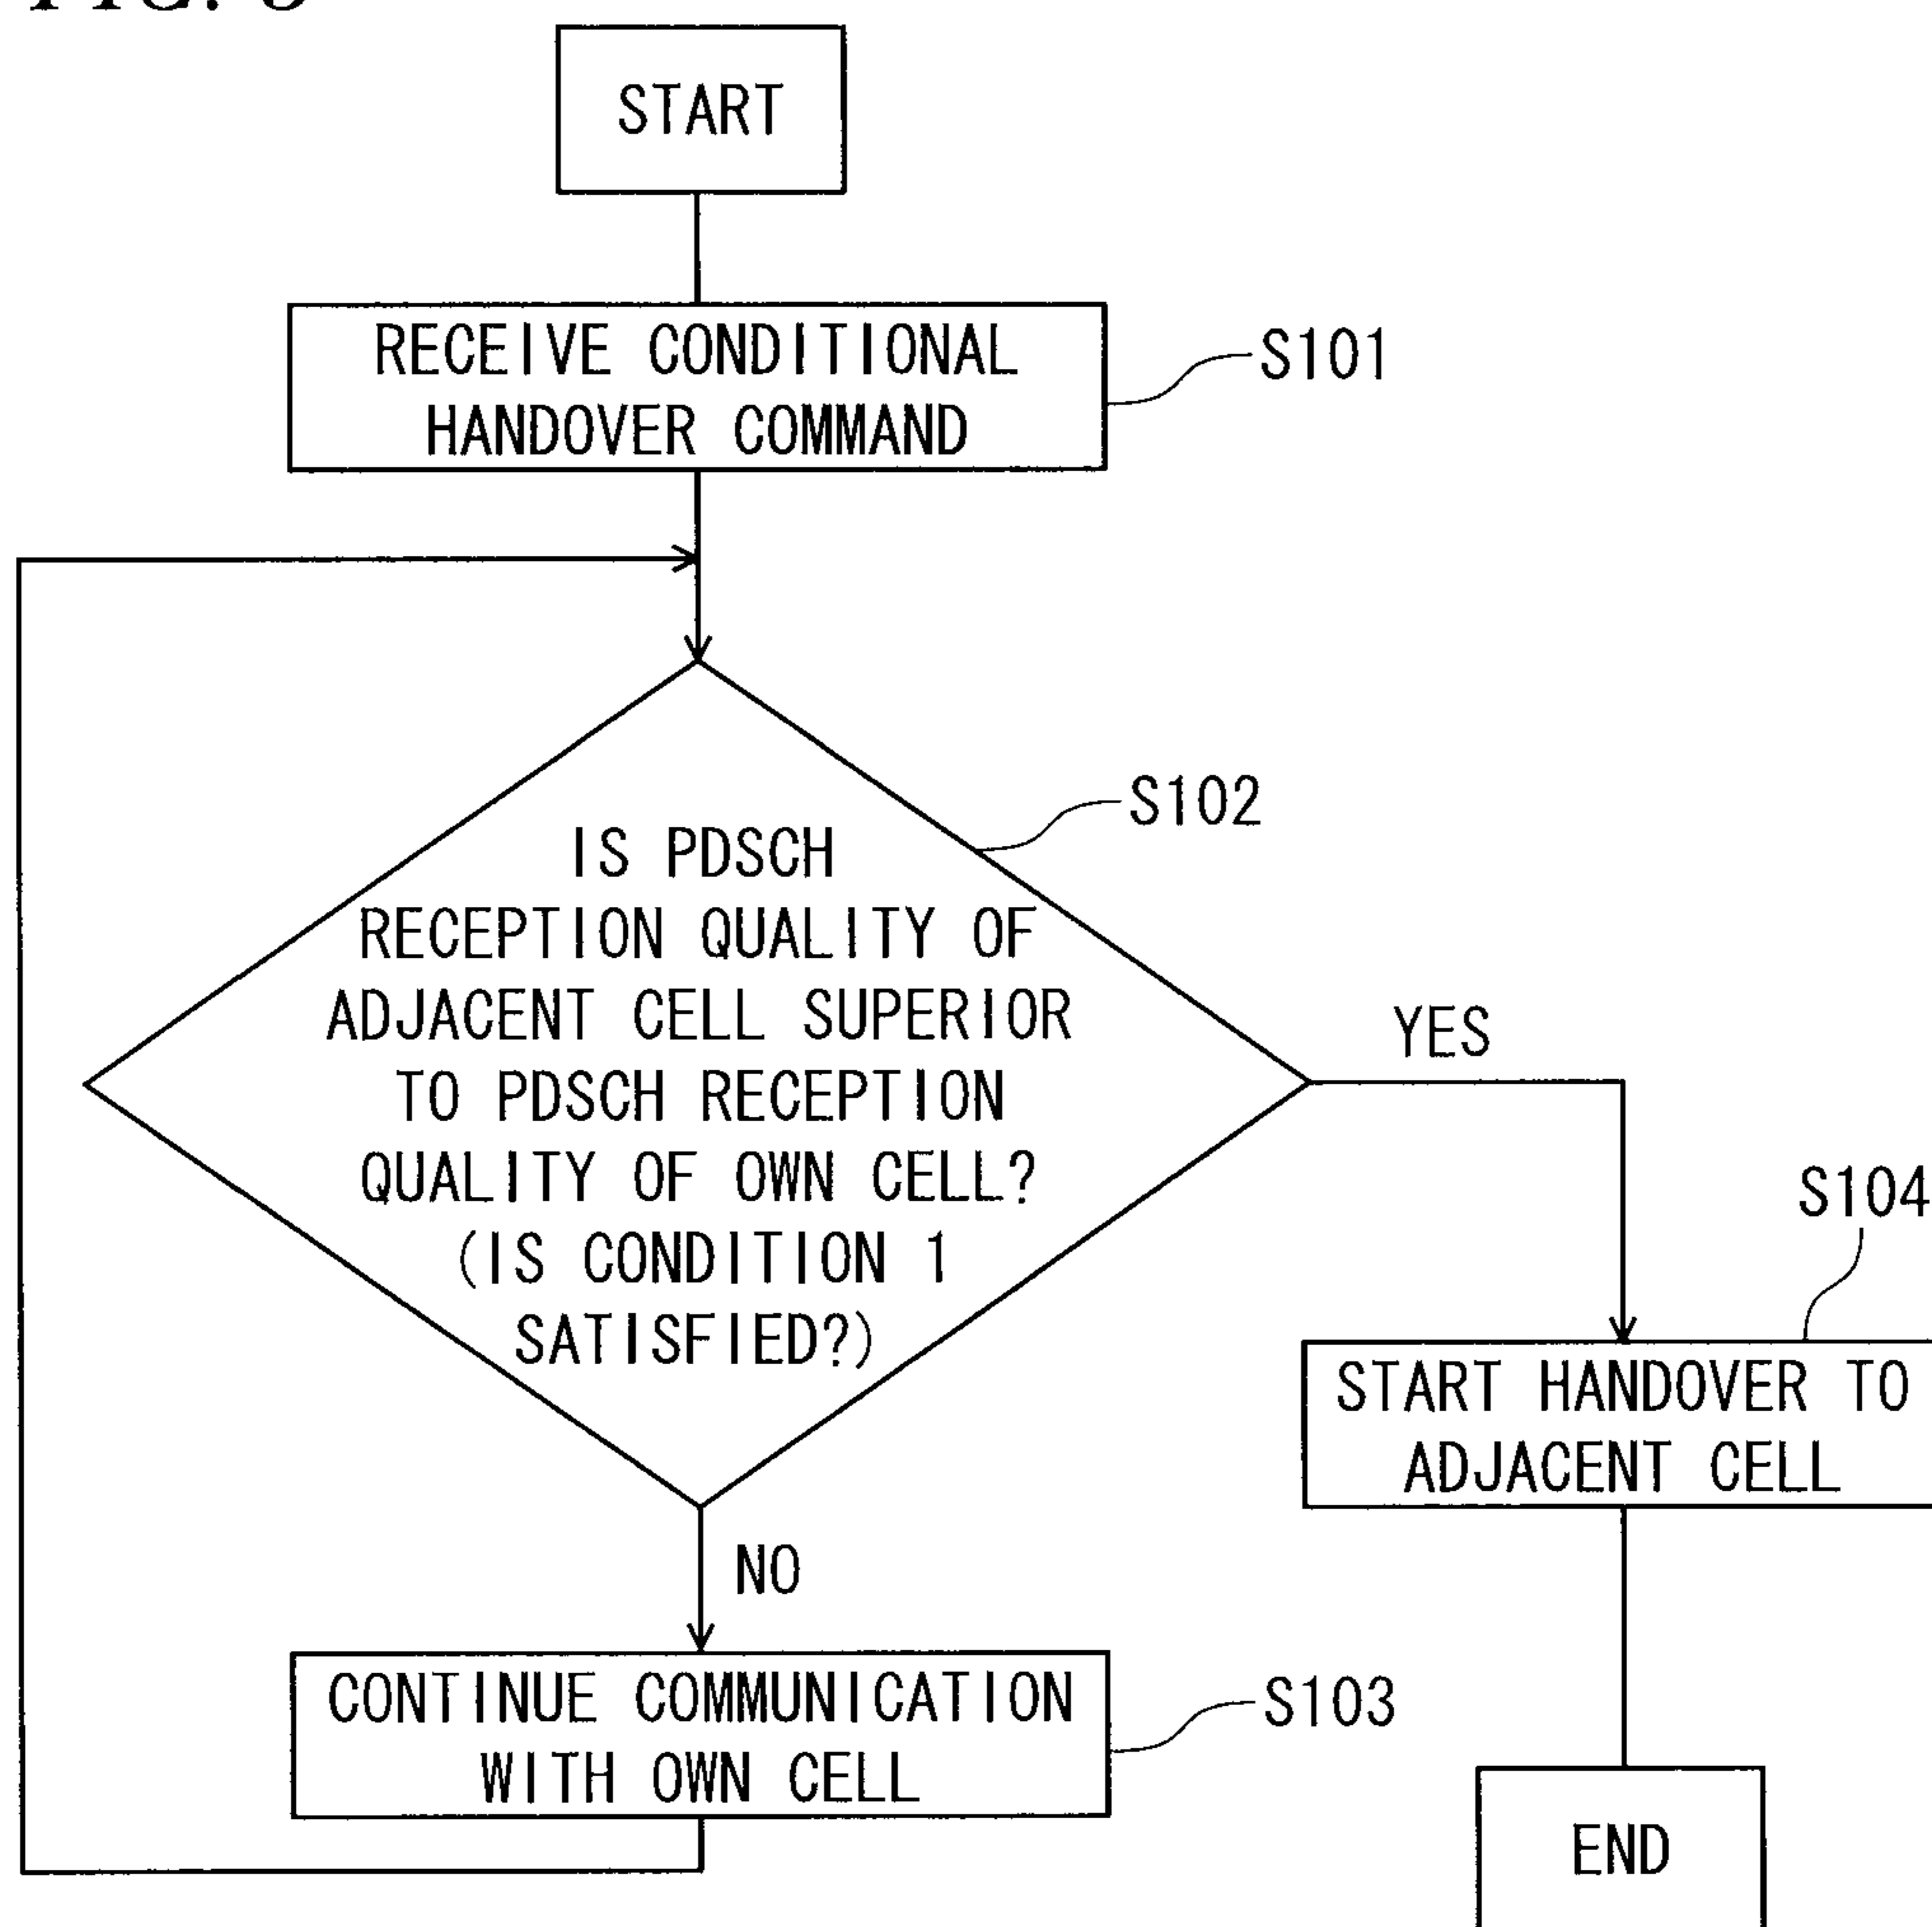 START
RECEIVE CONDITIONAL
HANDOVER COMMAND
S101
S102
IS PDSCH
RECEPTION QUALITY OF
ADJACENT CELL SUPERIOR
TO PDSCH RECEPTION
QUALITY OF OWN CELL?
(IS CONDITION 1
SATISFIED?)
YES
S104
START HANDOVER TO
ADJACENT CELL
NO
CONTINUE COMMUNICATION
WITH OWN CELL
S103
END